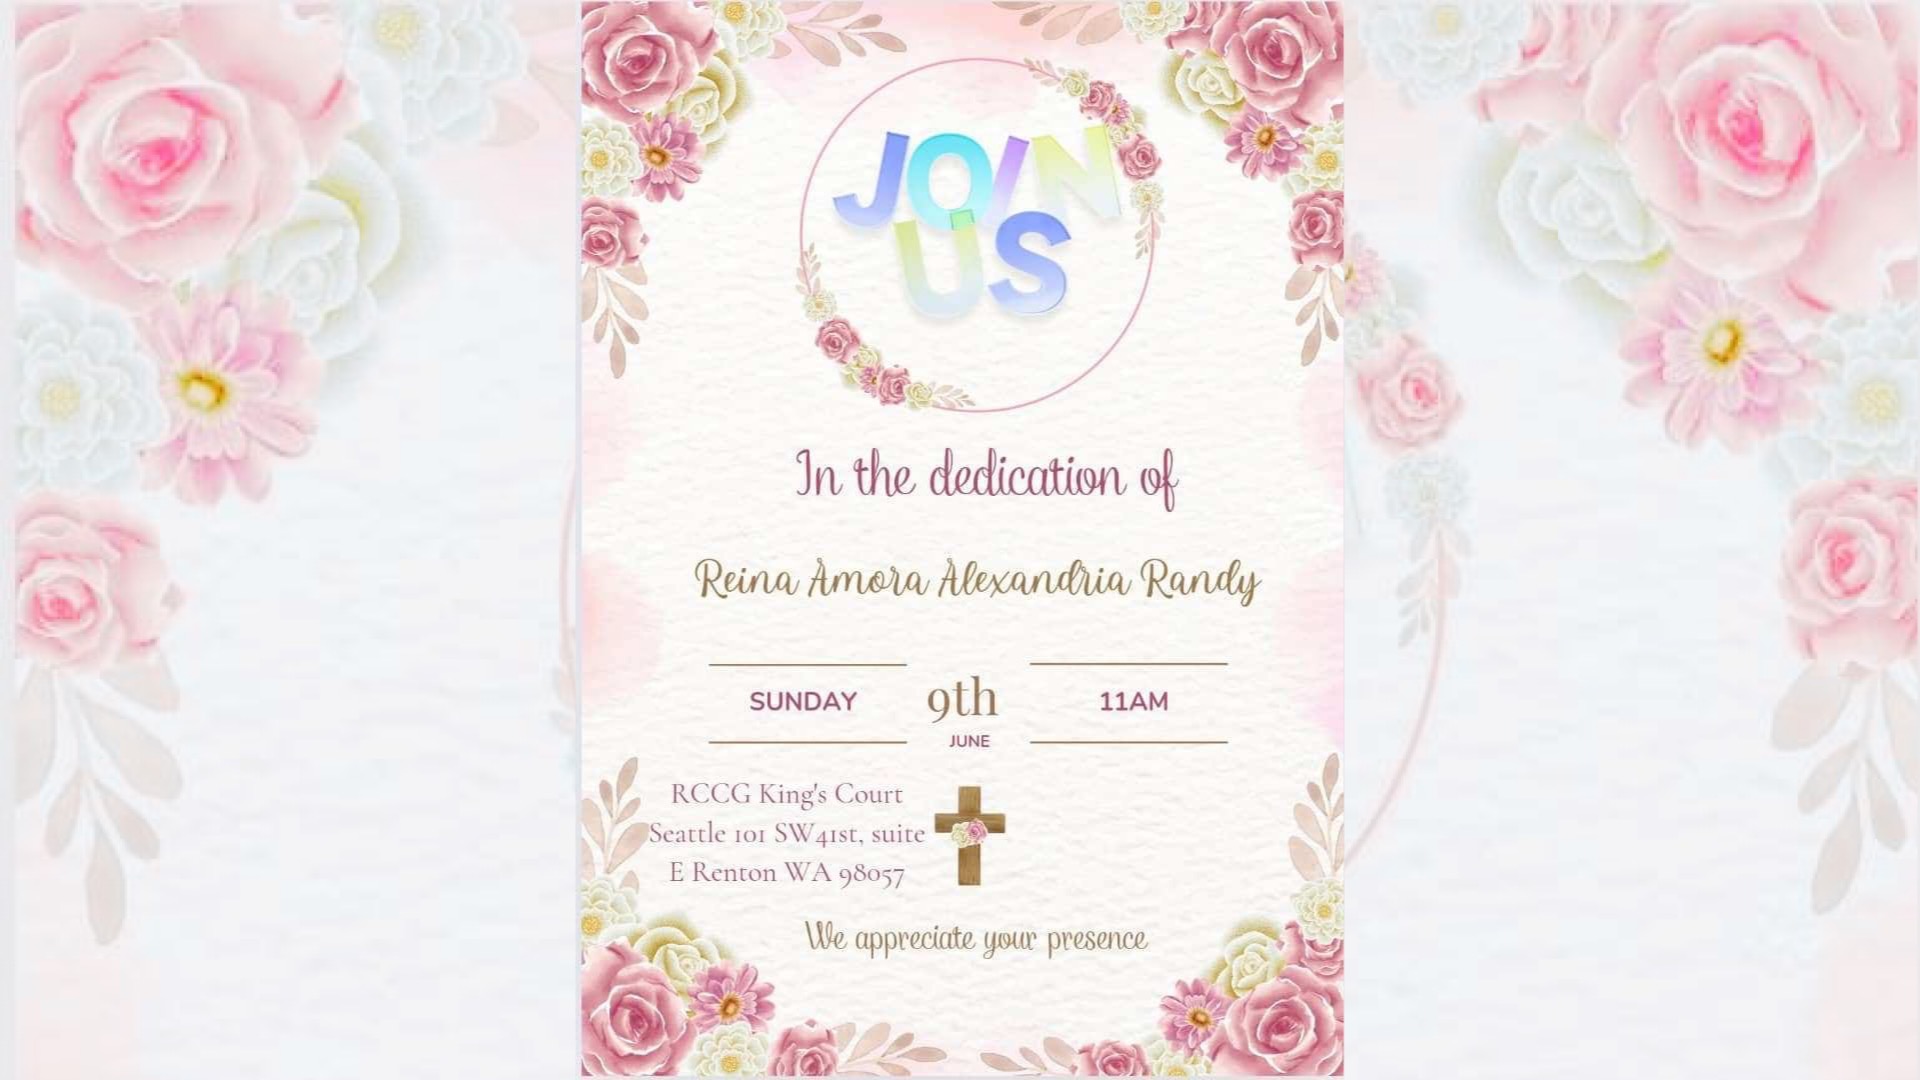 JOIN
US
In the dedication of
Reina Amora Alexandria Randy
SUNDAY
9th
JUNE
11AM
RCCG King's Court
Seattle 101 SW41st, suite
E Renton WA 98057
We appreciate your presence